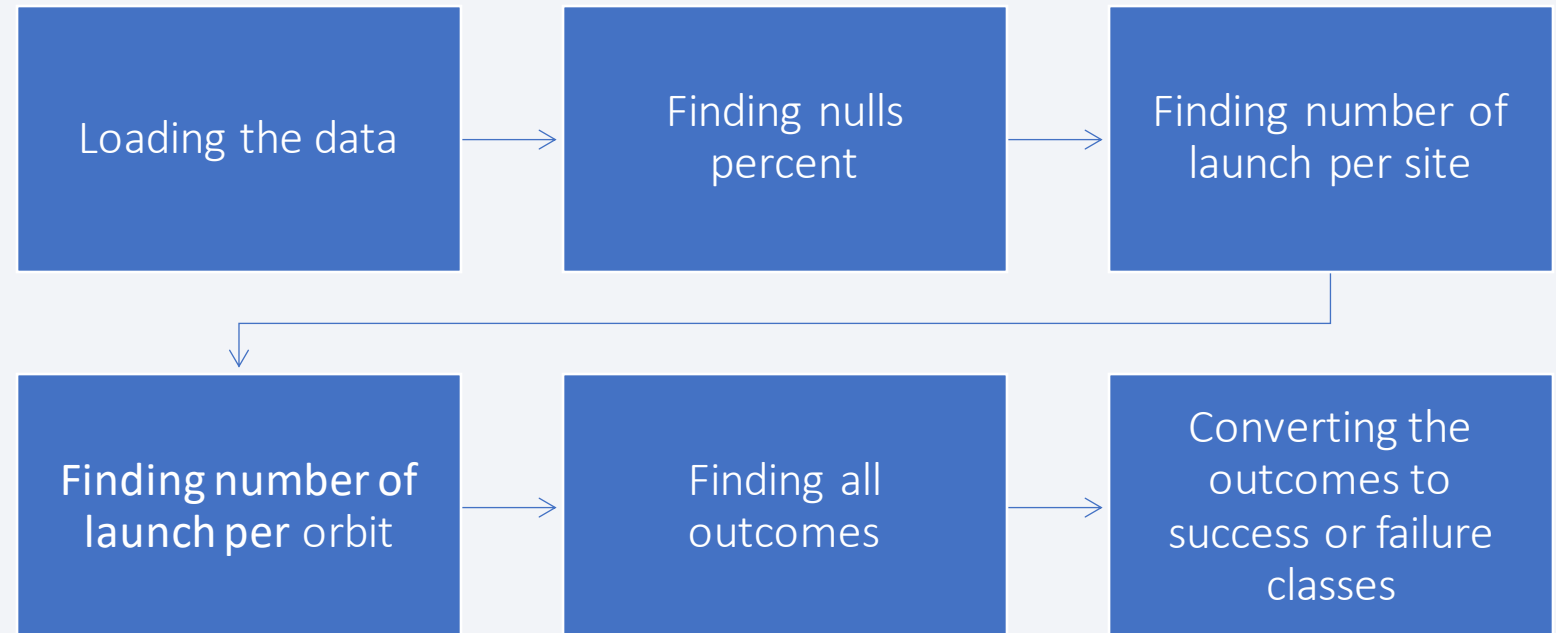 Loading the data
Finding nulls
percent
Finding number of
launch per site
Finding number of
launch per orbit
Finding all
outcomes
Converting the
outcomes to
success or failure
classes